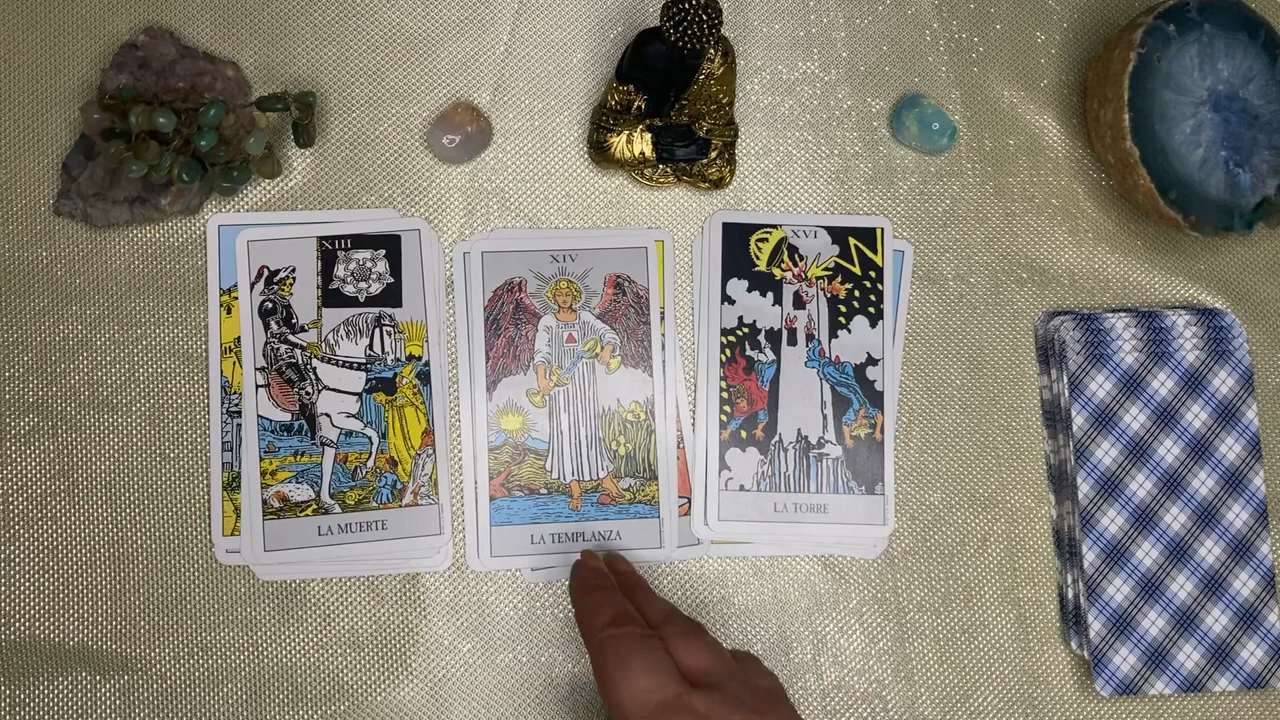 XIII
LA MUERTE
XIV
LA TEMPLANZA
XVI
LA TORRE